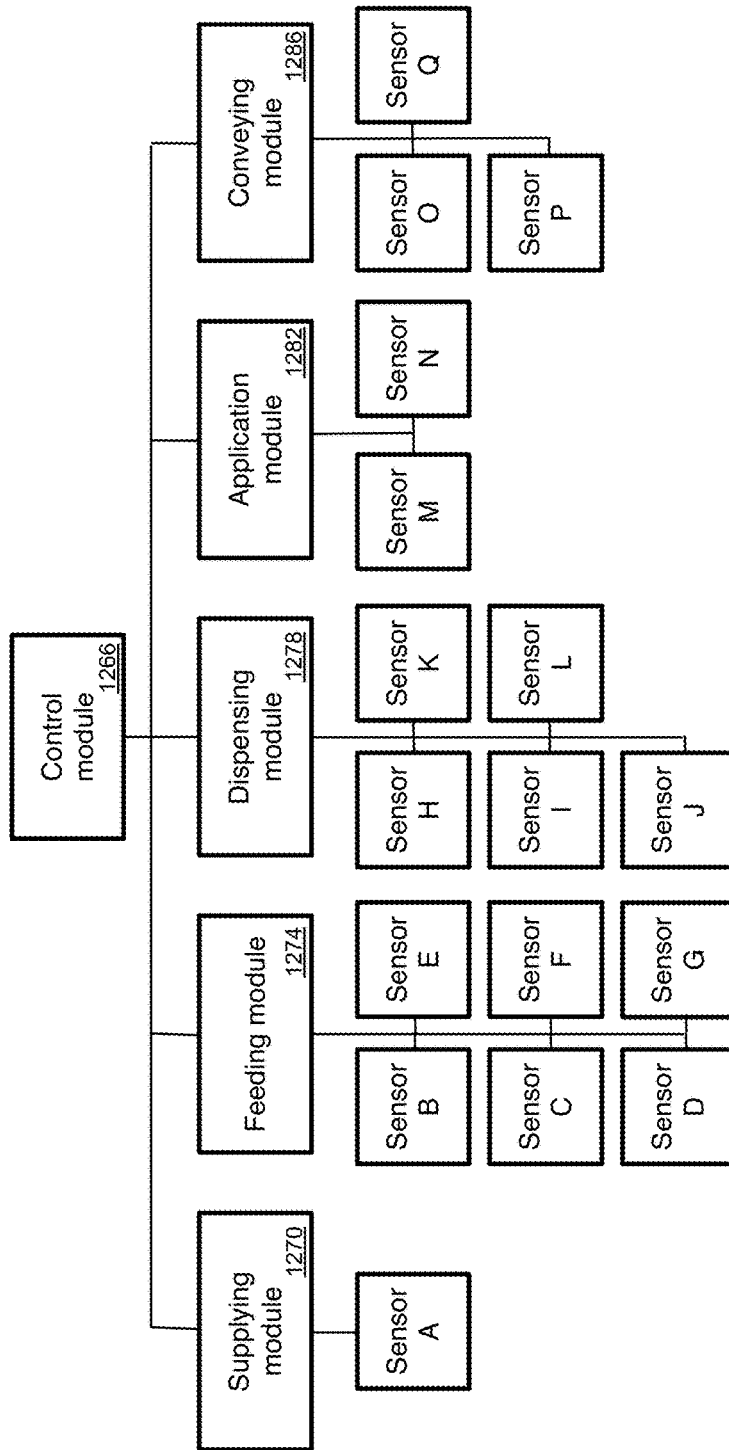 Control
module
1266
Supplying
module
1270
Feeding module
1274
Dispensing
module
1278
Application
module
1282
Conveying
module
1286
Sensor
A
Sensor
B
Sensor
E
Sensor
C
Sensor
F
Sensor
D
Sensor
G
Sensor
H
Sensor
K
Sensor
I
Sensor
L
Sensor
J
Sensor
M
Sensor
N
Sensor
O
Sensor
Q
Sensor
P